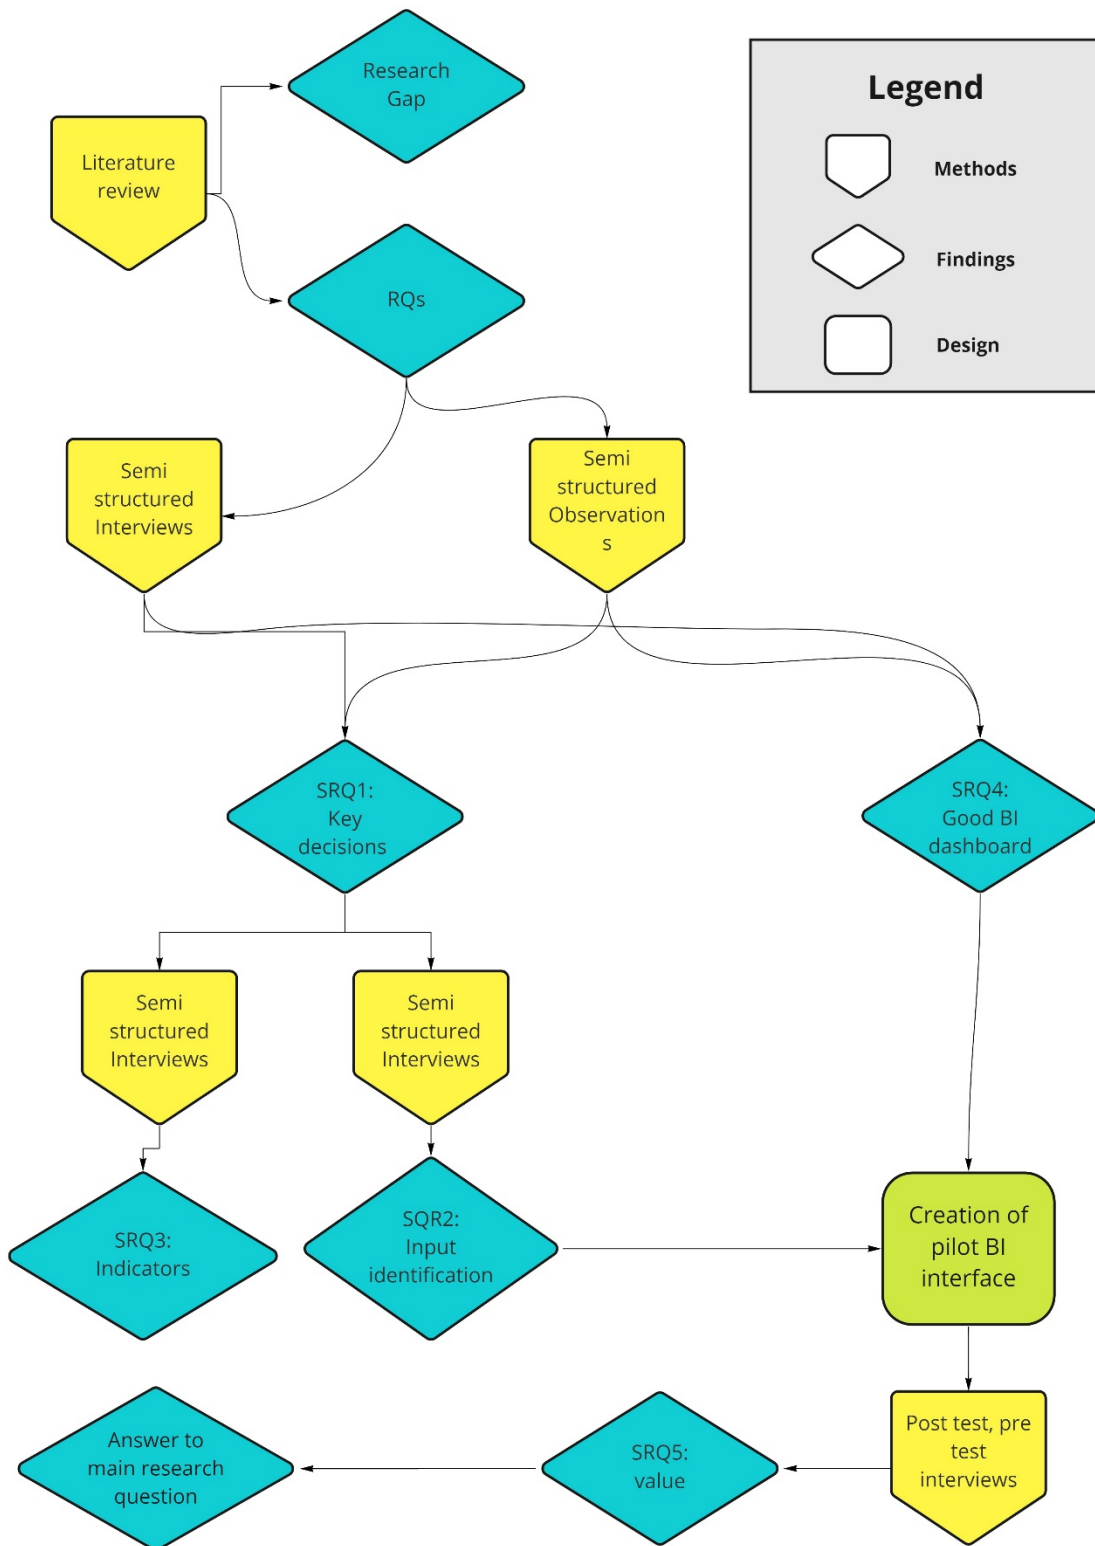 Research
Gap
Legend
Literature
review
Methods
RQs
Findings
Design
Semi
structured
Interviews
Semi
structured
Observation
s
SRQ1:
Key
decisions
SRQ4:
Good BI
dashboard
Semi
structured
Interviews
Semi
structured
Interviews
SRQ3:
Indicators
SQR2:
Input
identification
Creation of
pilot BI
interface
Answer to
main research
question
SRQ5:
value
Post test, pre
test
interviews